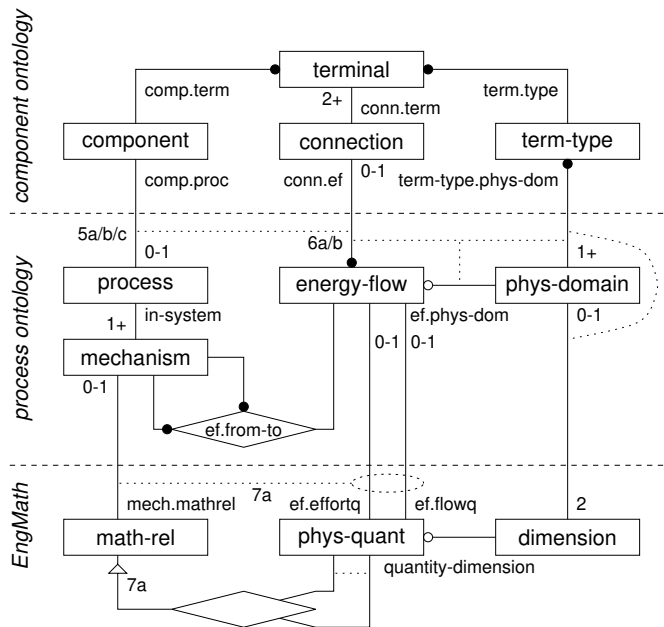 component ontology
terminal
comp.term
2+
conn.term
term.type
component
connection
term-type
comp.proc
conn.ef
0-1
term-type.phys-dom
process ontology
5a/b/c
0-1
6a/b
1+
process
energy-flow
phys-domain
1+
in-system
ef.phys-dom
0-1
mechanism
0-1
0-1
0-1
ef.from-to
EngMath
mech.mathrel
7a
ef.effortq
ef.flowq
2
math-rel
phys-quant
dimension
7a
quantity-dimension